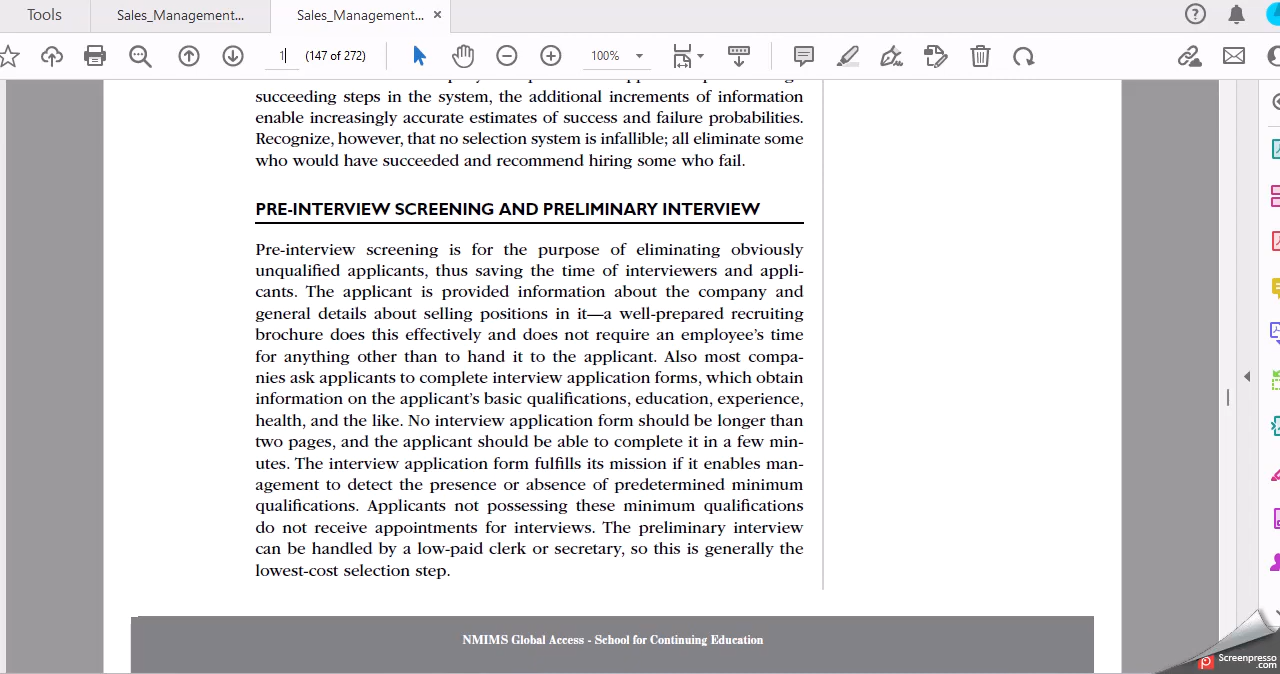 Tools
Sales_Management...
Sales_Management... ×
1
(147 of 272)
100%
succeeding steps in the system, the additional increments of information
enable increasingly accurate estimates of success and failure probabilities.
Recognize, however, that no selection system is infallible; all eliminate some
who would have succeeded and recommend hiring some who fail.
PRE-INTERVIEW SCREENING AND PRELIMINARY INTERVIEW
Pre-interview screening is for the purpose of eliminating obviously
unqualified applicants, thus saving the time of interviewers and appli-
cants. The applicant is provided information about the company and
general details about selling positions in it—a well-prepared recruiting
brochure does this effectively and does not require an employee's time
for anything other than to hand it to the applicant. Also most compa-
nies ask applicants to complete interview application forms, which obtain
information on the applicant's basic qualifications, education, experience,
health, and the like. No interview application form should be longer than
two pages, and the applicant should be able to complete it in a few min-
utes. The interview application form fulfills its mission if it enables man-
agement to detect the presence or absence of predetermined minimum
qualifications. Applicants not possessing these minimum qualifications
do not receive appointments for interviews. The preliminary interview
can be handled by a low-paid clerk or secretary, so this is generally the
lowest-cost selection step.
NMIMS Global Access - School for Continuing Education
Screenpresso
.com